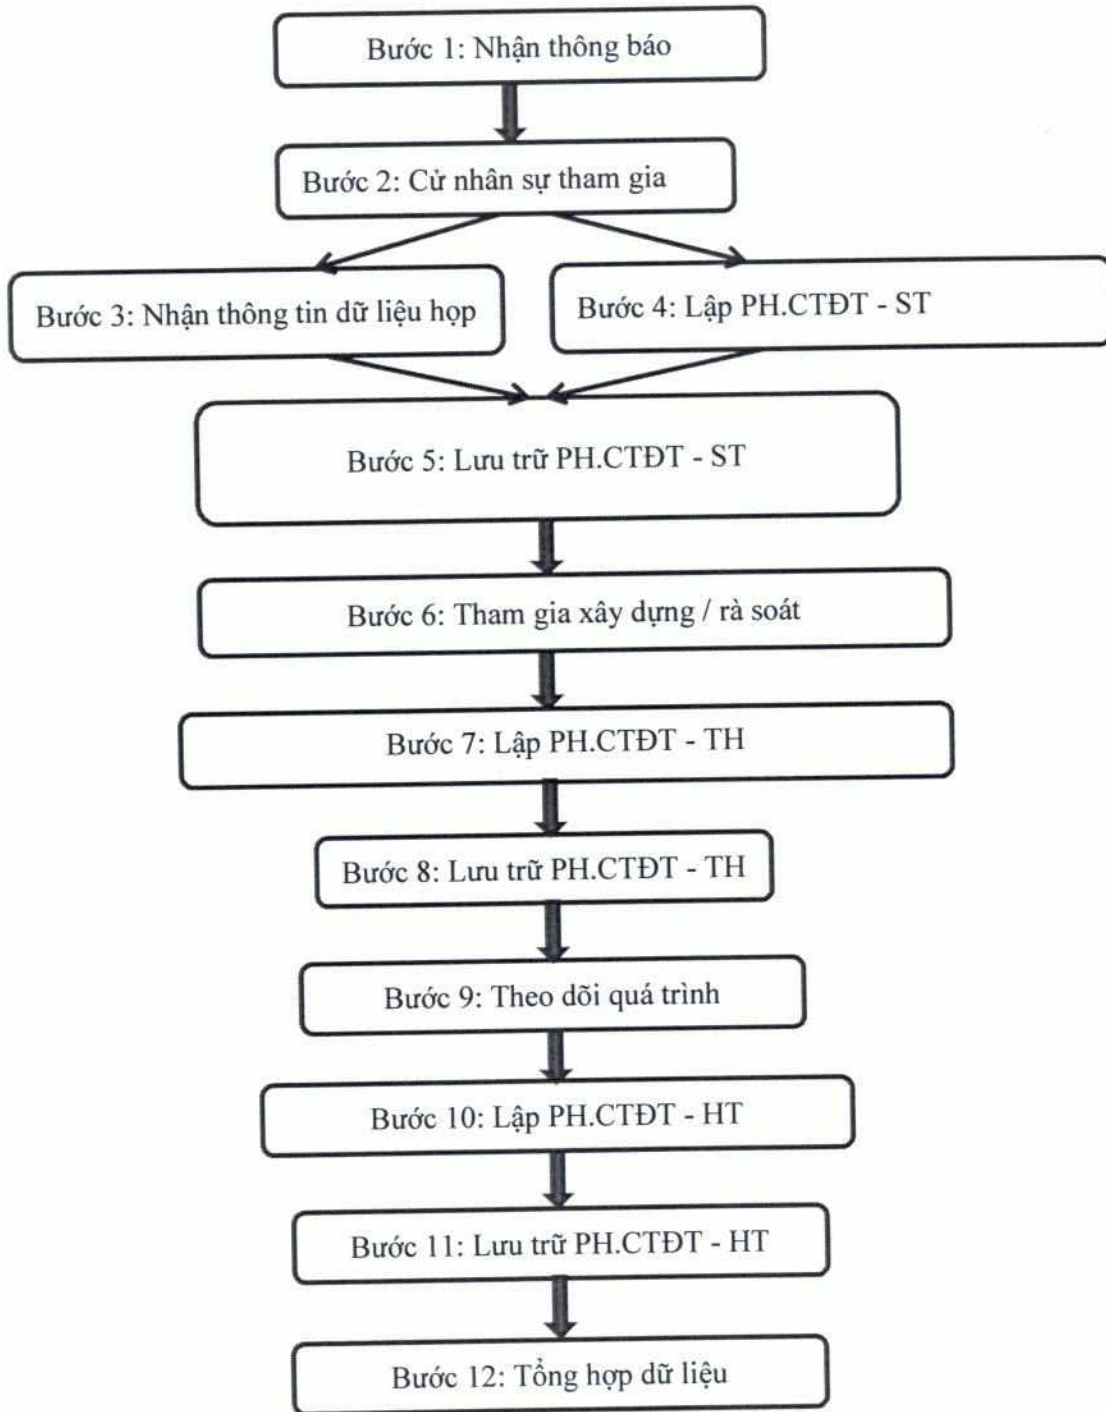 Bước 1: Nhận thông báo
Bước 2: Cử nhân sự tham gia
Bước 3: Nhận thông tin dữ liệu họp
Bước 4: Lập PH.CTĐT - ST
Bước 5: Lưu trữ PH.CTĐT - ST
Bước 6: Tham gia xây dựng / rà soát
Bước 7: Lập PH.CTĐT - TH
Bước 8: Lưu trữ PH.CTĐT - TH
Bước 9: Theo dõi quá trình
Bước 10: Lập PH.CTĐT - HT
Bước 11: Lưu trữ PH.CTĐT - HT
Bước 12: Tổng hợp dữ liệu